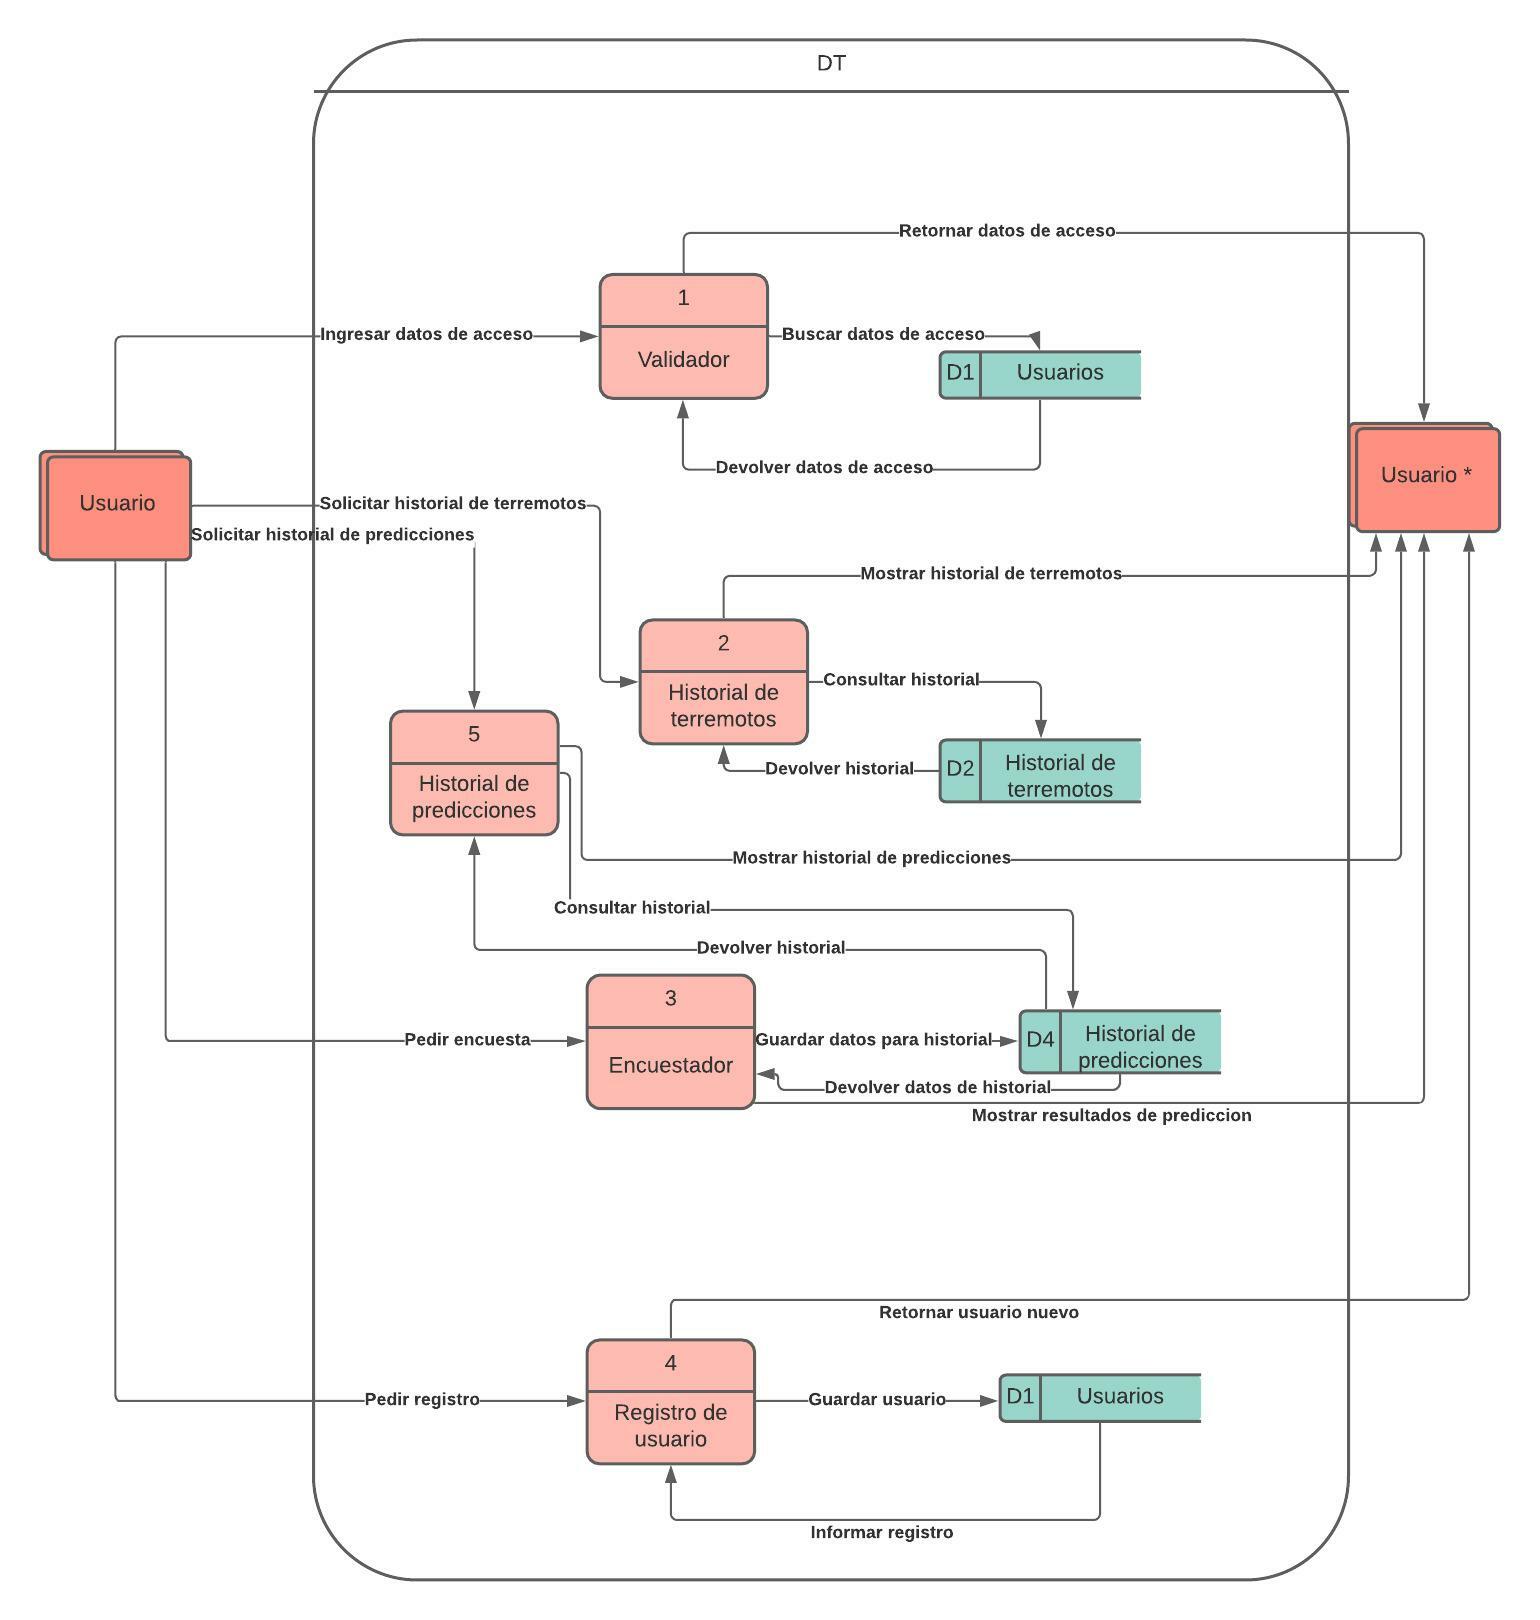 DT
Retornar datos de acceso
1
Validador
Ingresar datos de acceso
Buscar datos de acceso
D1
Usuarios
Devolver datos de acceso
Usuario
Usuario *
Solicitar historial de terremotos
Solicitar historial de predicciones
Mostrar historial de terremotos
2
Historial de
terremotos
Consultar historial
5
Historial de
predicciones
Devolver historial
D2
Historial de
terremotos
Mostrar historial de predicciones
Consultar historial
Devolver historial
3
Encuestador
Pedir encuesta
Guardar datos para historial
D4
Historial de
predicciones
Devolver datos de historial
Mostrar resultados de prediccion
Retornar usuario nuevo
4
Registro de
usuario
Pedir registro
Guardar usuario
D1
Usuarios
Informar registro